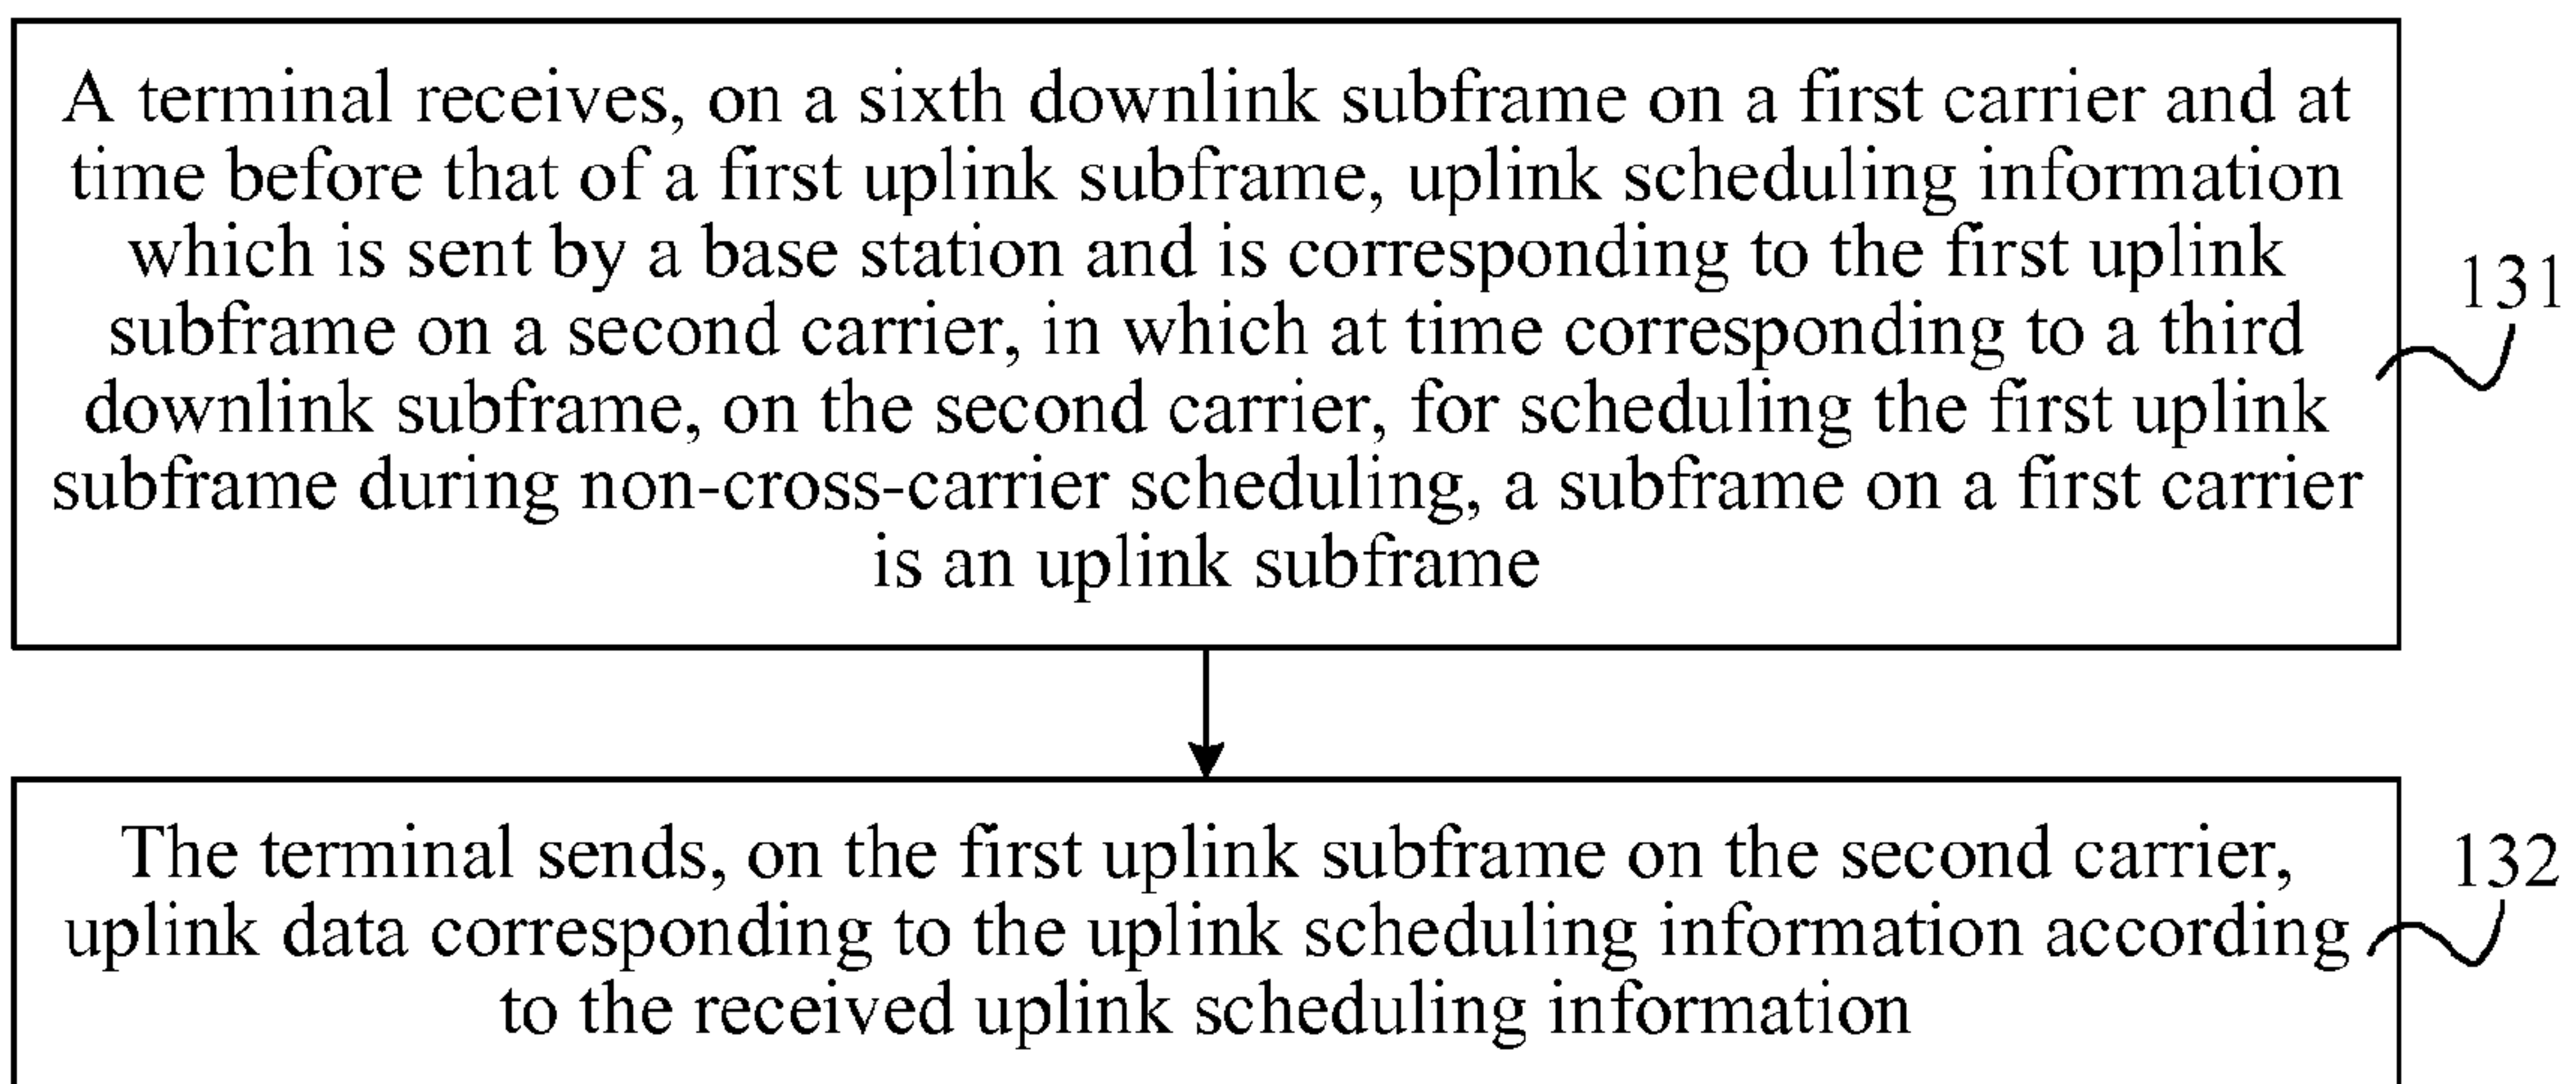 A terminal receives, on a sixth downlink subframe on a first carrier and at
time before that of a first uplink subframe, uplink scheduling information
which is sent by a base station and is corresponding to the first uplink
subframe on a second carrier, in which at time corresponding to a third
downlink subframe, on the second carrier, for scheduling the first uplink
subframe during non-cross-carrier scheduling, a subframe on a first carrier
is an uplink subframe
131
The terminal sends, on the first uplink subframe on the second carrier,
uplink data corresponding to the uplink scheduling information according
to the received uplink scheduling information
132